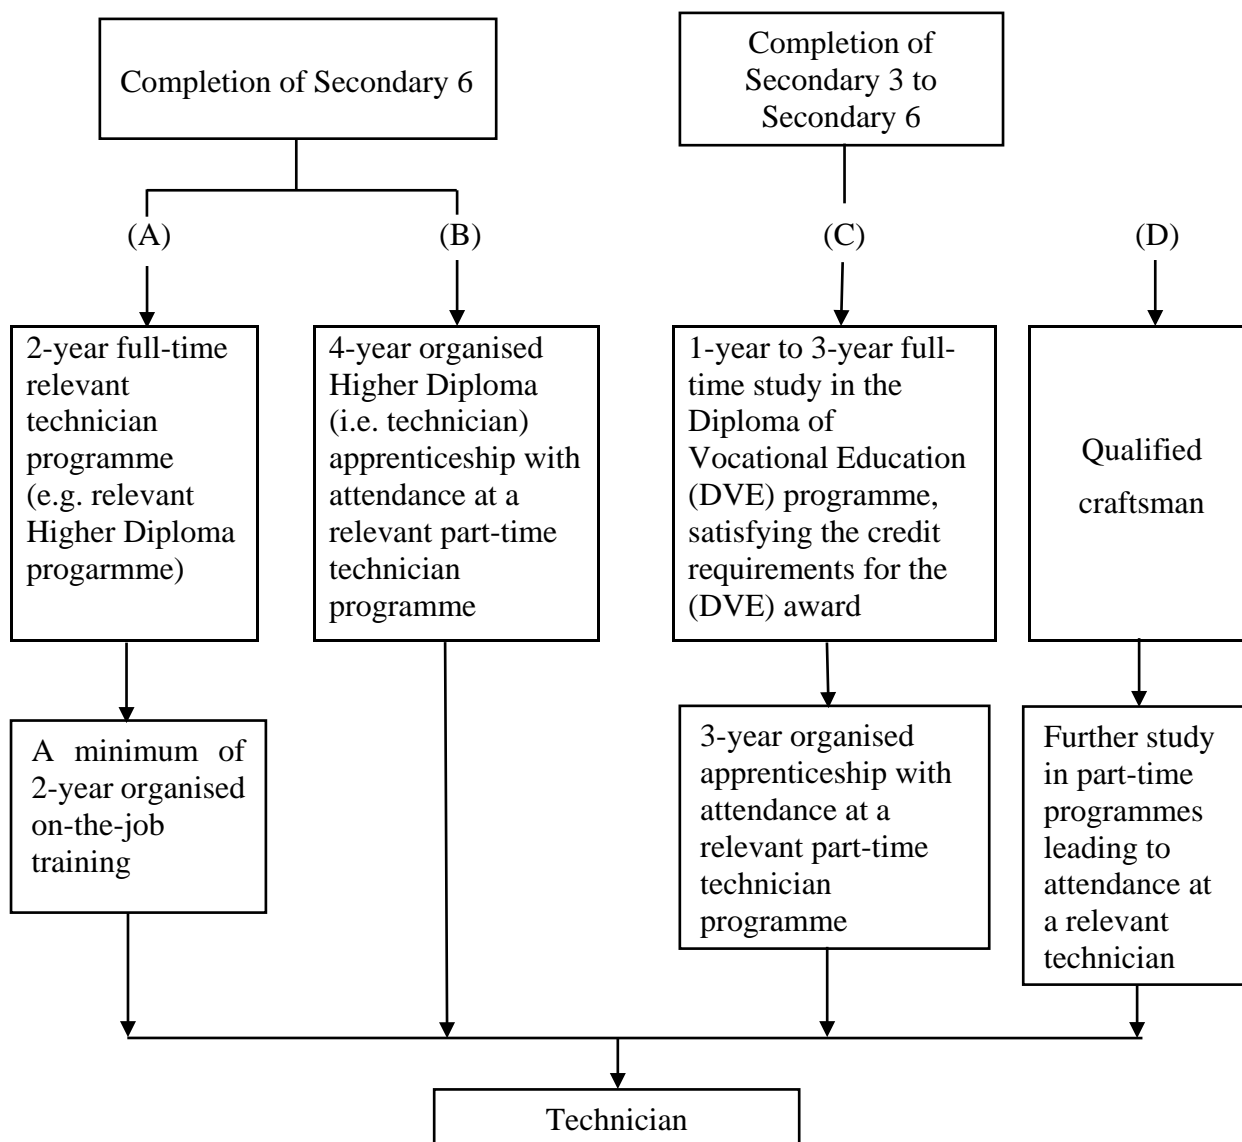 Completion of Secondary 6
Completion of
Secondary 3 to
Secondary 6
(A)
(B)
(C)
(D)
2-year full-time
relevant
technician
programme
(e.g. relevant
Higher Diploma
progarmme)
4-year organised
Higher Diploma
(i.e. technician)
apprenticeship with
attendance at a
relevant part-time
technician
programme
1-year to 3-year full-
time study in the
Diploma of
Vocational Education
(DVE) programme,
satisfying the credit
requirements for the
(DVE) award
Qualified
craftsman
A minimum of
2-year organised
on-the-job
training
3-year organised
apprenticeship with
attendance at a
relevant part-time
technician
programme
Further study
in part-time
programmes
leading to
attendance at
a relevant
technician
Technician